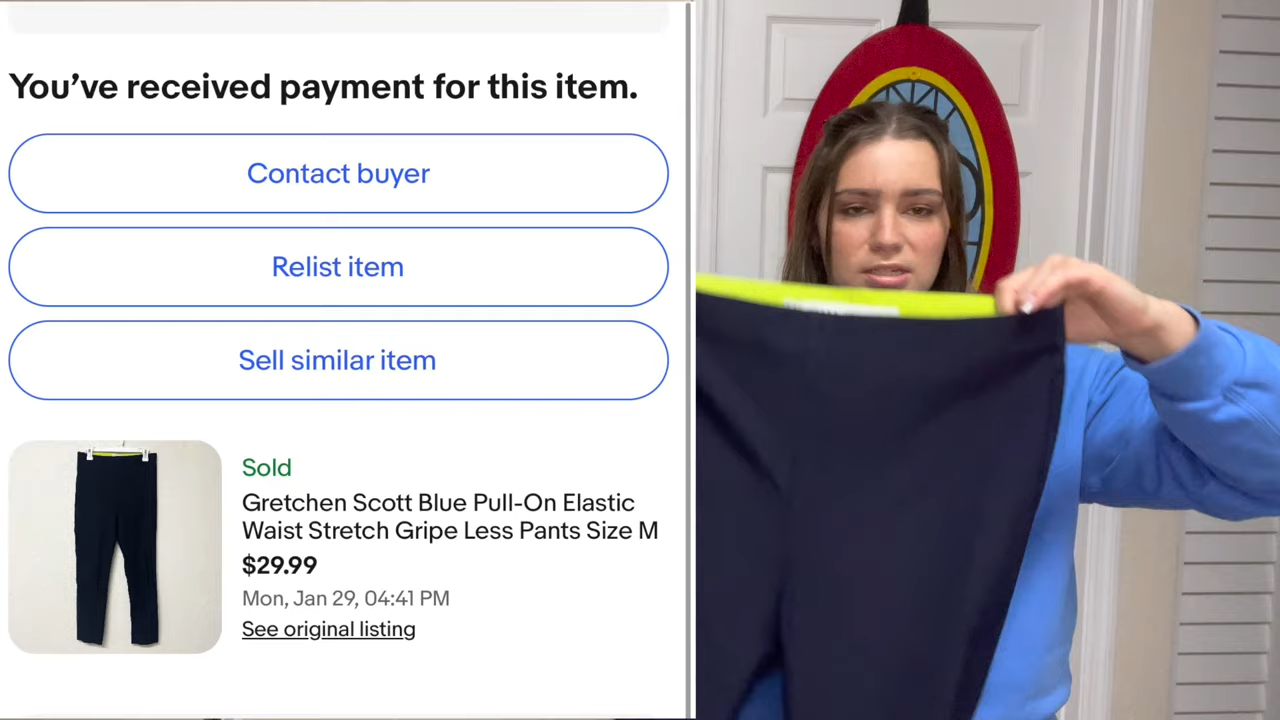 You’ve received payment for this item.
Contact buyer
Relist item
Sell similar item
Sold
Gretchen Scott Blue Pull-On Elastic
Waist Stretch Gripe Less Pants Size M
$29.99
Mon, Jan 29, 04:41 PM
See original listing